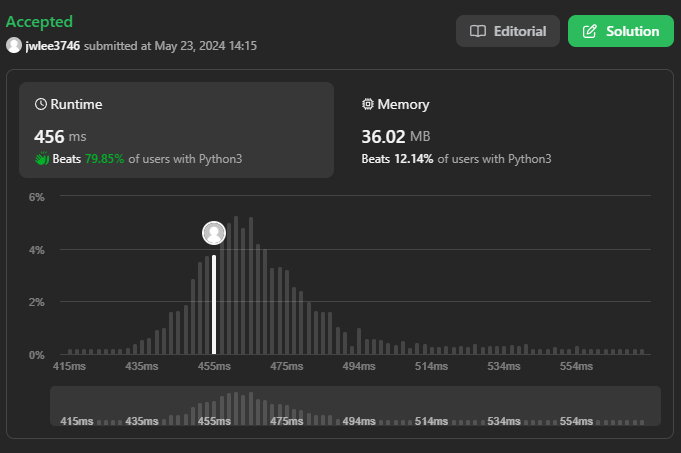 Accepted
jwlee3746 submitted at May 23, 2024 14:15
Editorial
Solution
Runtime
456 ms
Beats 79.85% of users with Python3
Memory
36.02 MB
Beats 12.14% of users with Python3
6%
4%
2%
0%
415ms 435ms 455ms 475ms 494ms 514ms 534ms 554ms
415ms 435ms 455ms 475ms 494ms 514ms 534ms 554ms